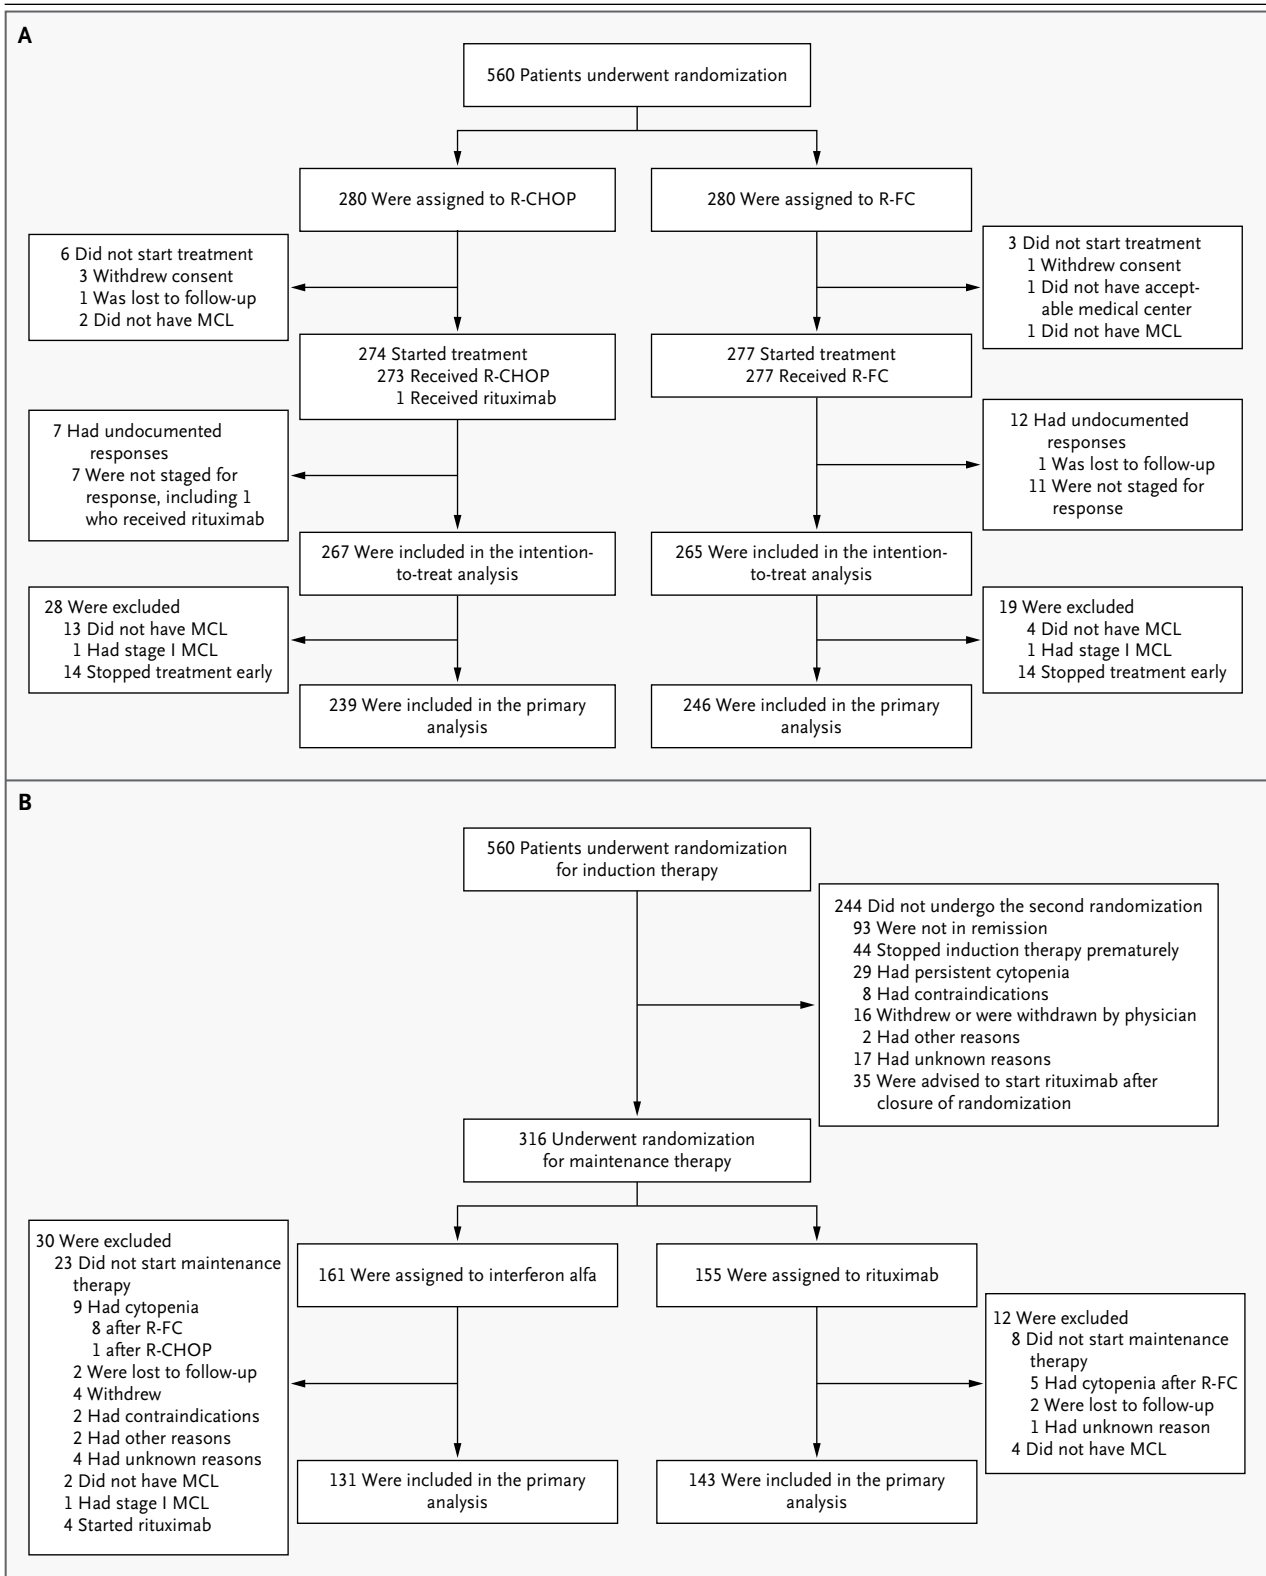 A
560 Patients underwent randomization
280 Were assigned to R-CHOP
280 Were assigned to R-FC
6 Did not start treatment
3 Withdrew consent
1 Was lost to follow-up
2 Did not have MCL
3 Did not start treatment
1 Withdrew consent
1 Did not have accept-
able medical center
1 Did not have MCL
274 Started treatment
273 Received R-CHOP
1 Received rituximab
277 Started treatment
277 Received R-FC
7 Had undocumented
responses
7 Were not staged for
response, including 1
who received rituximab
12 Had undocumented
responses
1 Was lost to follow-up
11 Were not staged for
response
267 Were included in the intention-
to-treat analysis
265 Were included in the intention-
to-treat analysis
28 Were excluded
13 Did not have MCL
1 Had stage I MCL
14 Stopped treatment early
19 Were excluded
4 Did not have MCL
1 Had stage I MCL
14 Stopped treatment early
239 Were included in the primary
analysis
246 Were included in the primary
analysis
B
560 Patients underwent randomization
for induction therapy
244 Did not undergo the second randomization
93 Were not in remission
44 Stopped induction therapy prematurely
29 Had persistent cytopenia
8 Had contraindications
16 Withdrew or were withdrawn by physician
2 Had other reasons
17 Had unknown reasons
35 Were advised to start rituximab after
closure of randomization
316 Underwent randomization
for maintenance therapy
161 Were assigned to interferon alfa
155 Were assigned to rituximab
30 Were excluded
23 Did not start maintenance
therapy
9 Had cytopenia
8 after R-FC
1 after R-CHOP
2 Were lost to follow-up
4 Withdrew
2 Had contraindications
2 Had other reasons
4 Had unknown reasons
2 Did not have MCL
1 Had stage I MCL
4 Started rituximab
12 Were excluded
8 Did not start maintenance
therapy
5 Had cytopenia after R-FC
2 Were lost to follow-up
1 Had unknown reason
4 Did not have MCL
131 Were included in the primary
analysis
143 Were included in the primary
analysis